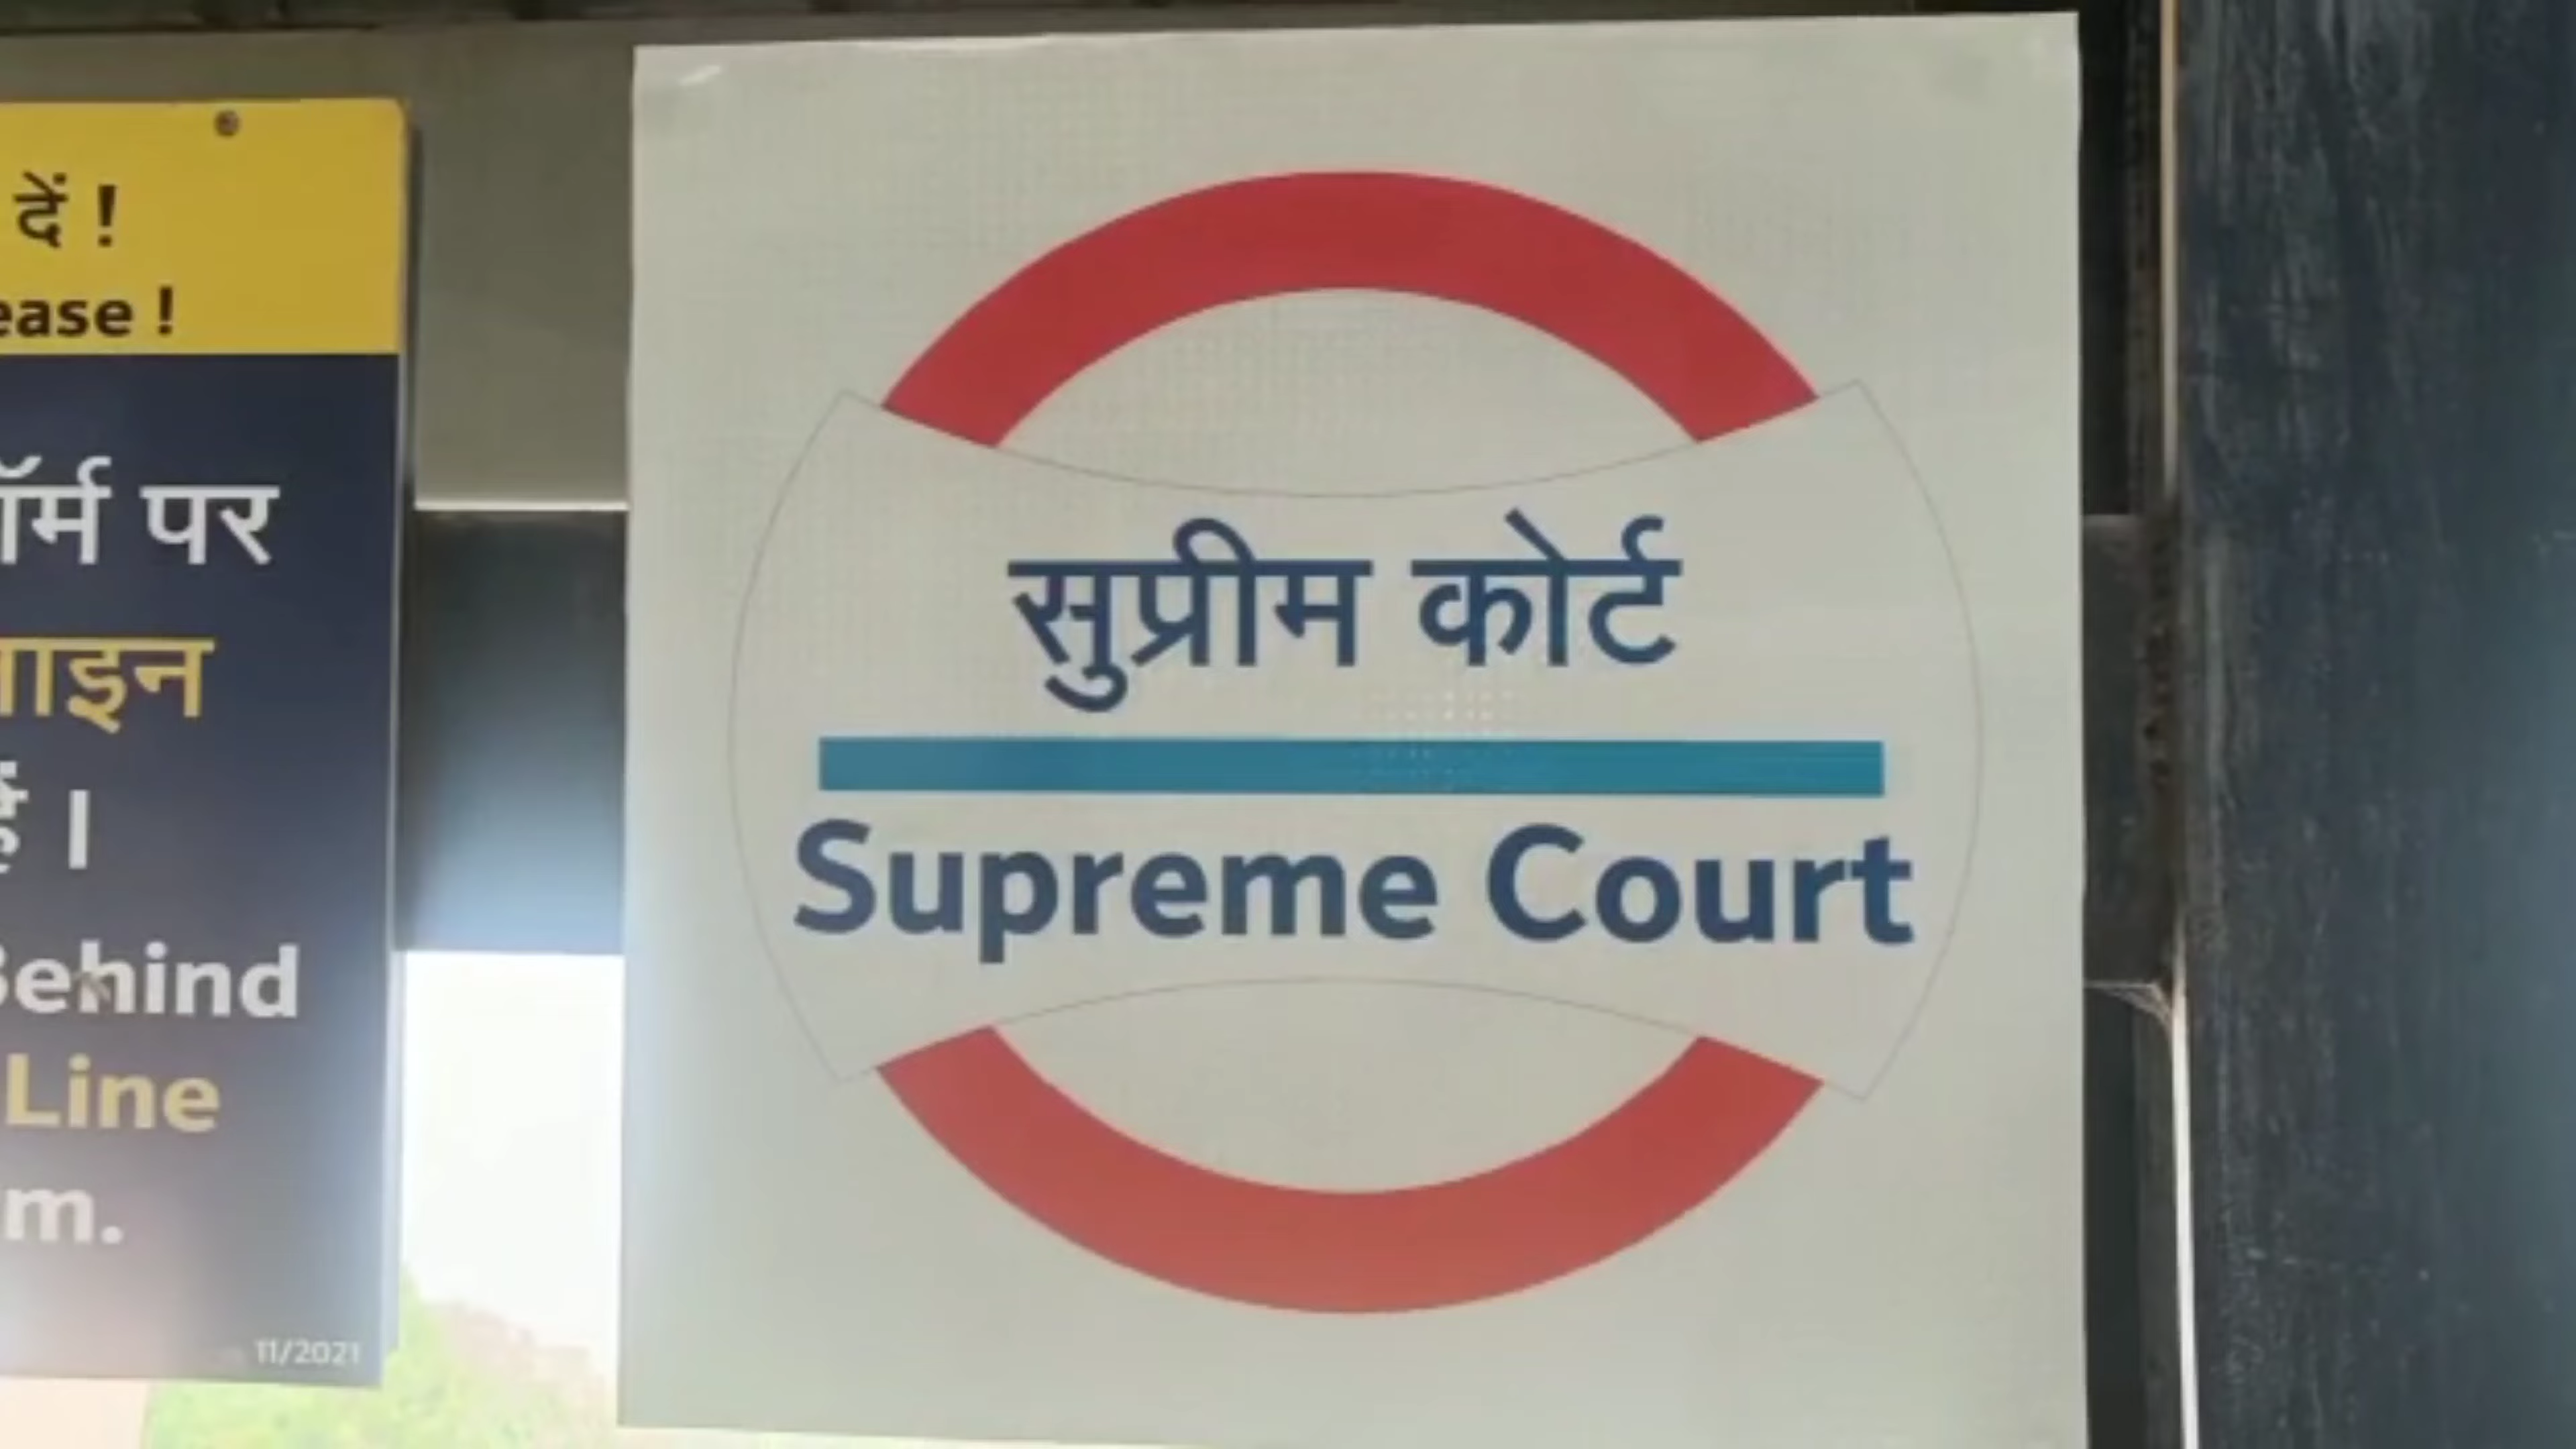 दें !
ease !
ॉर्म पर
लाइन
हैं ।
Behind
Line
m.
11/2021
सुप्रीम कोर्ट
Supreme Court